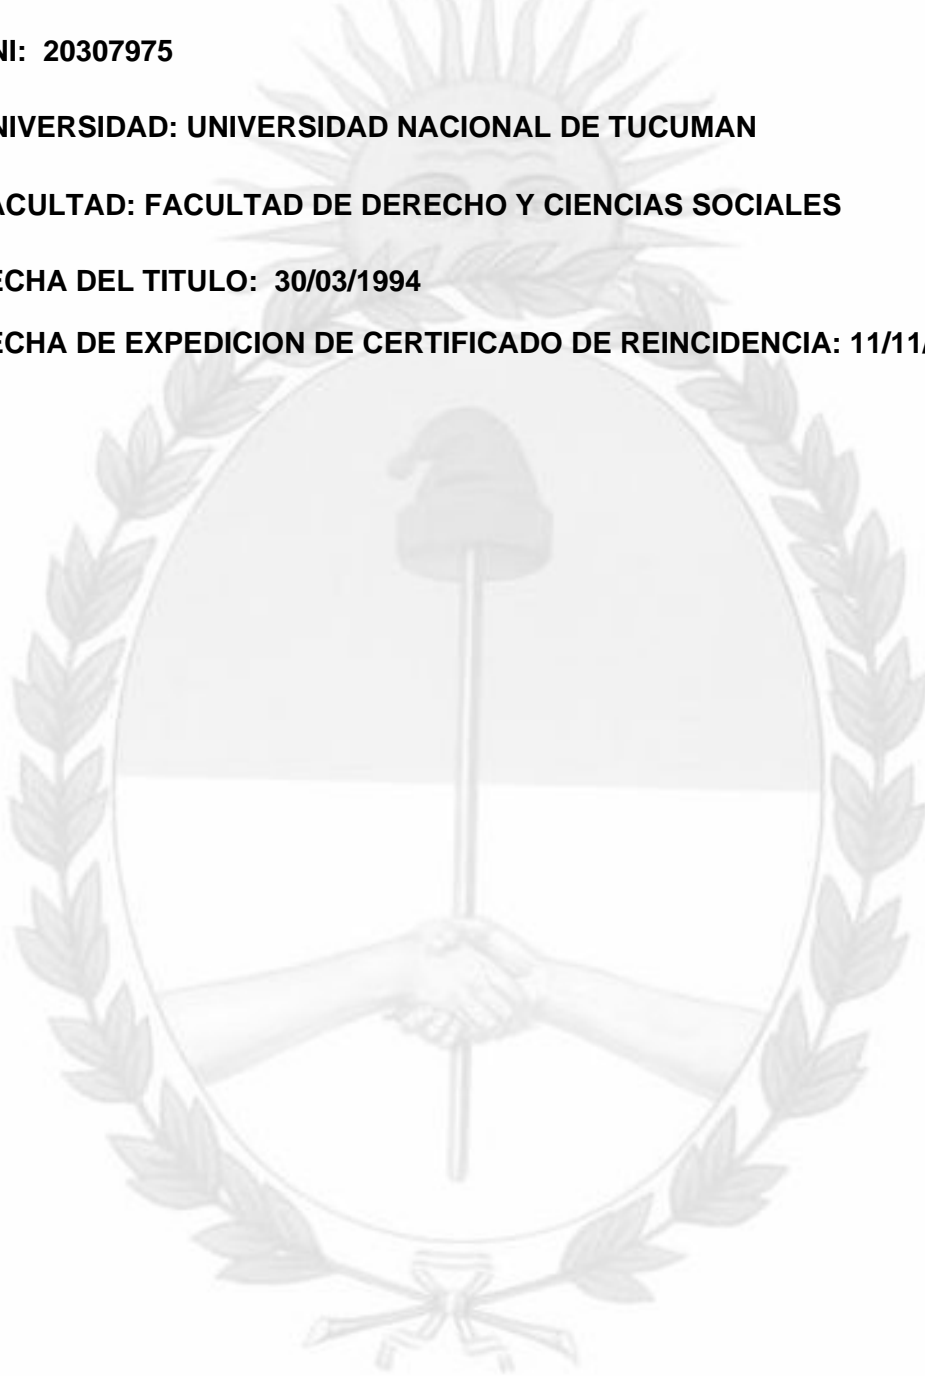 NI: 20307975
NIVERSIDAD: UNIVERSIDAD NACIONAL DE TUCUMAN
ACULTAD: FACULTAD DE DERECHO Y CIENCIAS SOCIALES
ECHA DEL TITULO: 30/03/1994
ECHA DE EXPEDICION DE CERTIFICADO DE REINCIDENCIA: 11/11/